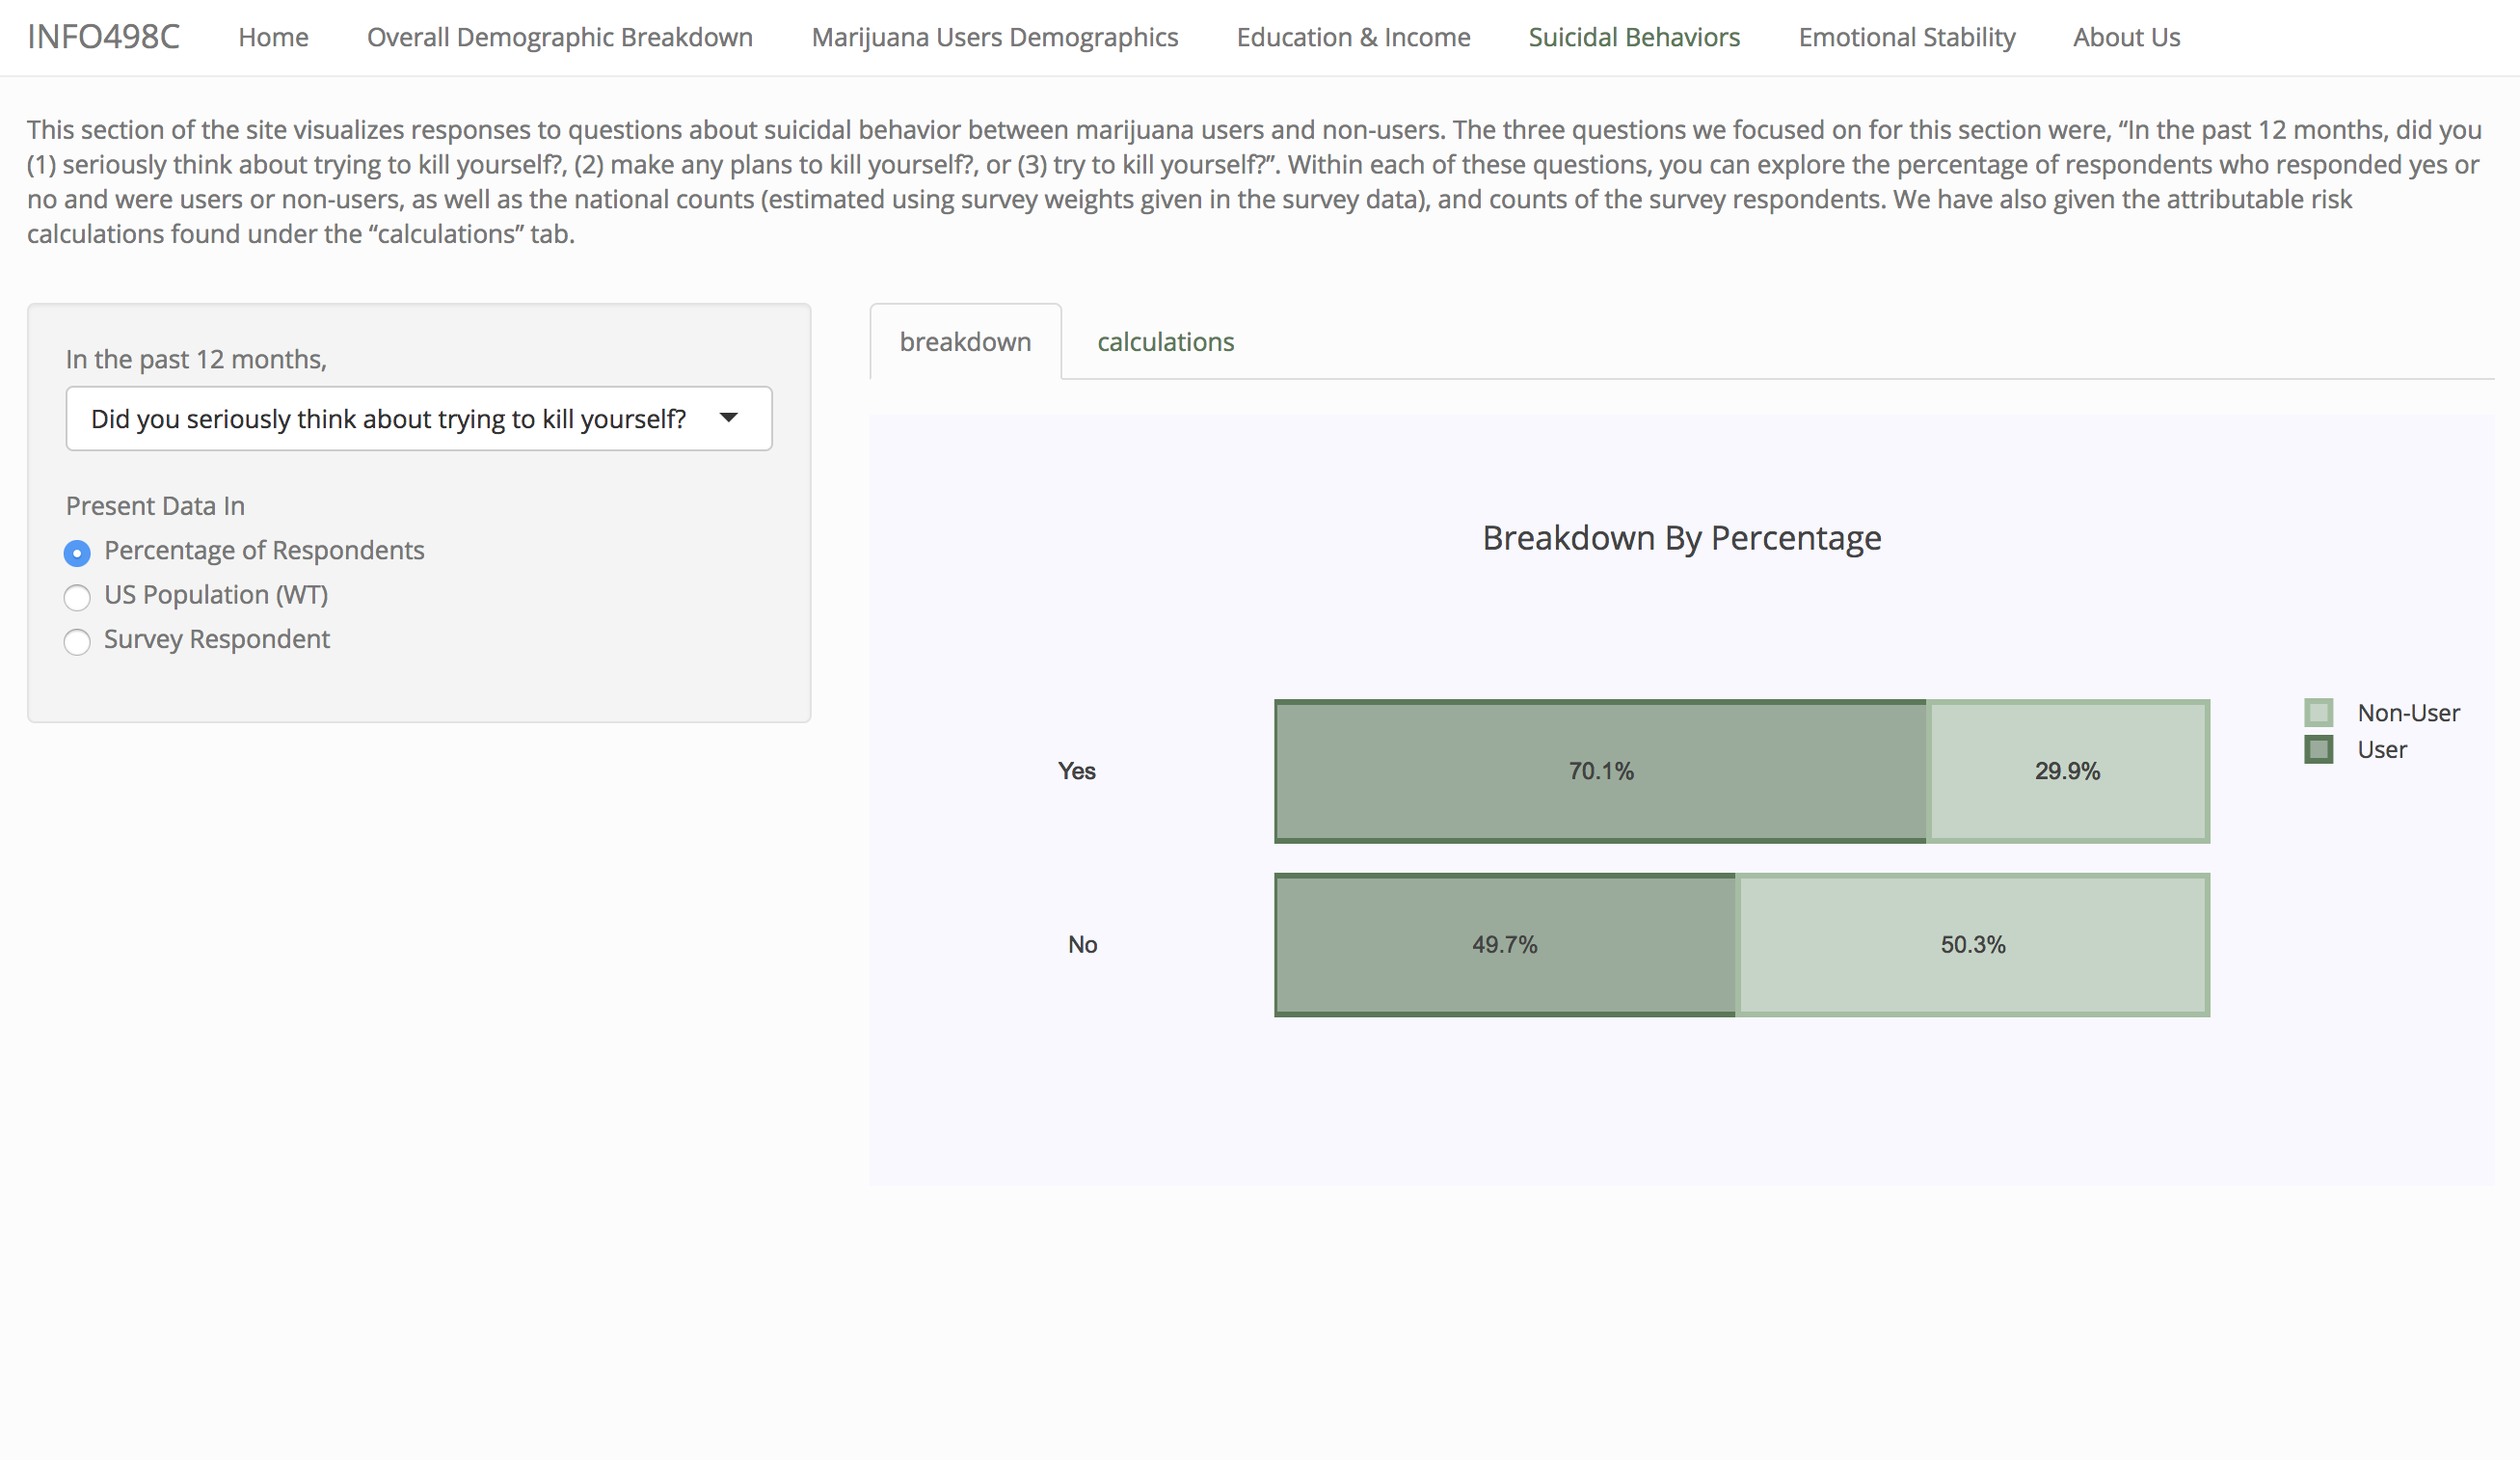 INFO498C Home Overall Demographic Breakdown Marijuana Users Demographics Education & Income Suicidal Behaviors Emotional Stability About Us
This section of the site visualizes responses to questions about suicidal behavior between marijuana users and non-users. The three questions we focused on for this section were, “In the past 12 months, did you
(1) seriously think about trying to kill yourself?, (2) make any plans to kill yourself?, or (3) try to kill yourself?”. Within each of these questions, you can explore the percentage of respondents who responded yes or
no and were users or non-users, as well as the national counts (estimated using survey weights given in the survey data), and counts of the survey respondents. We have also given the attributable risk
calculations found under the “calculations” tab.
In the past 12 months,
Did you seriously think about trying to kill yourself?
Present Data In
Percentage of Respondents
US Population (WT)
Survey Respondent
breakdown calculations
Breakdown By Percentage
Yes 70.1% 29.9%
No 49.7% 50.3%
Non-User
User